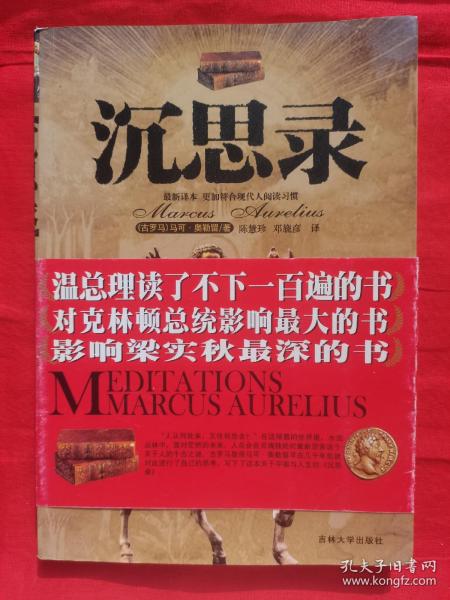 沉思录
最新译本 更加符合现代人阅读习惯
Marcus Aurelius
(古罗马)马可·奥勒留/著 陈慧珍 邓旎彦 译
温总理读了不下一百遍的书
对克林顿总统影响最大的书
影响梁实秋最深的书
MEDITATIONS
MARCUS AURELIUS
吉林大学出版社
孔夫子旧书网
www.kongfz.com